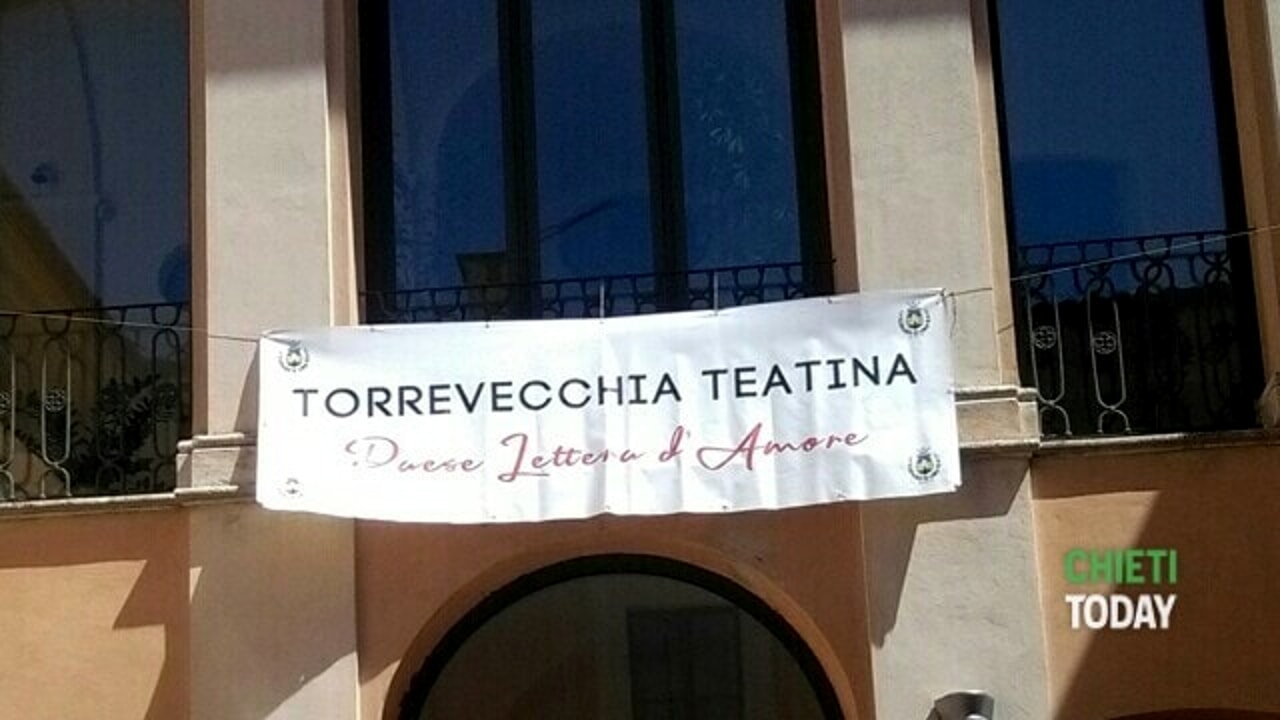 TORREVECCHIA TEATINA
Paese Lettera d'Amore
CHIETI
TODAY